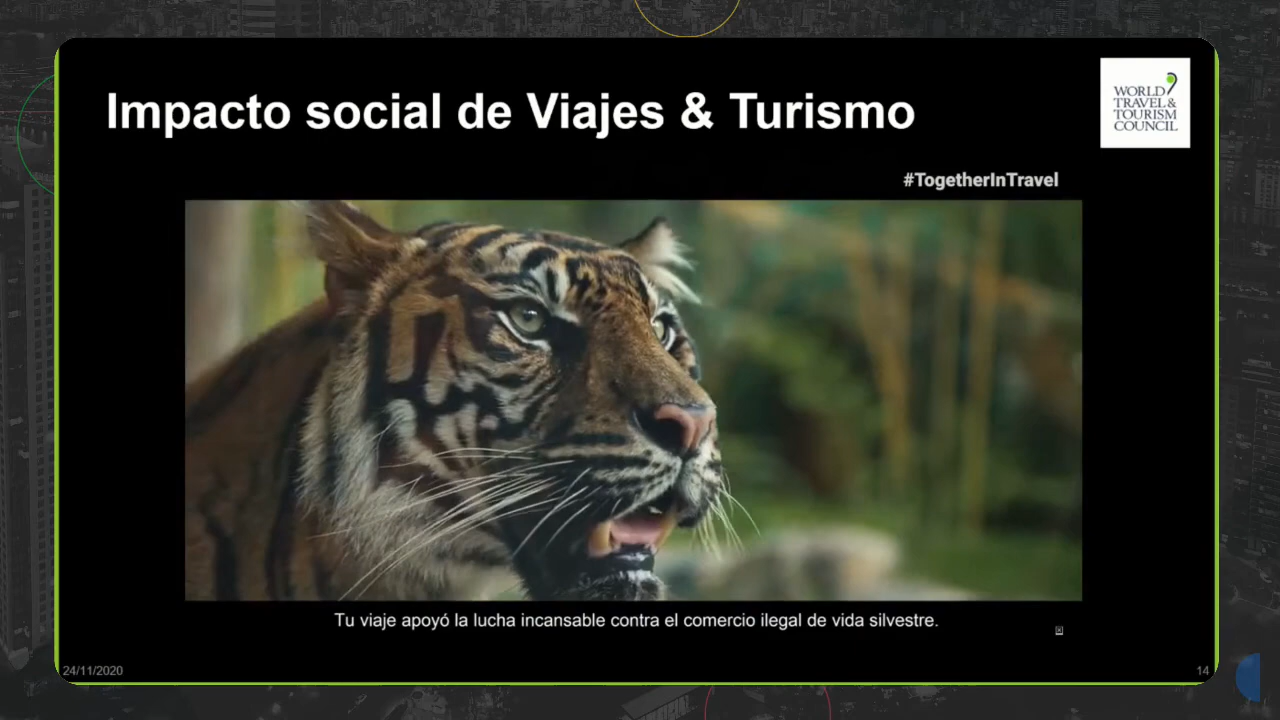 Impacto social de Viajes & Turismo
WORLD
TRAVEL &
TOURISM
COUNCIL
#TogetherInTravel
Tu viaje apoyó la lucha incansable contra el comercio ilegal de vida silvestre.
24/11/2020
14